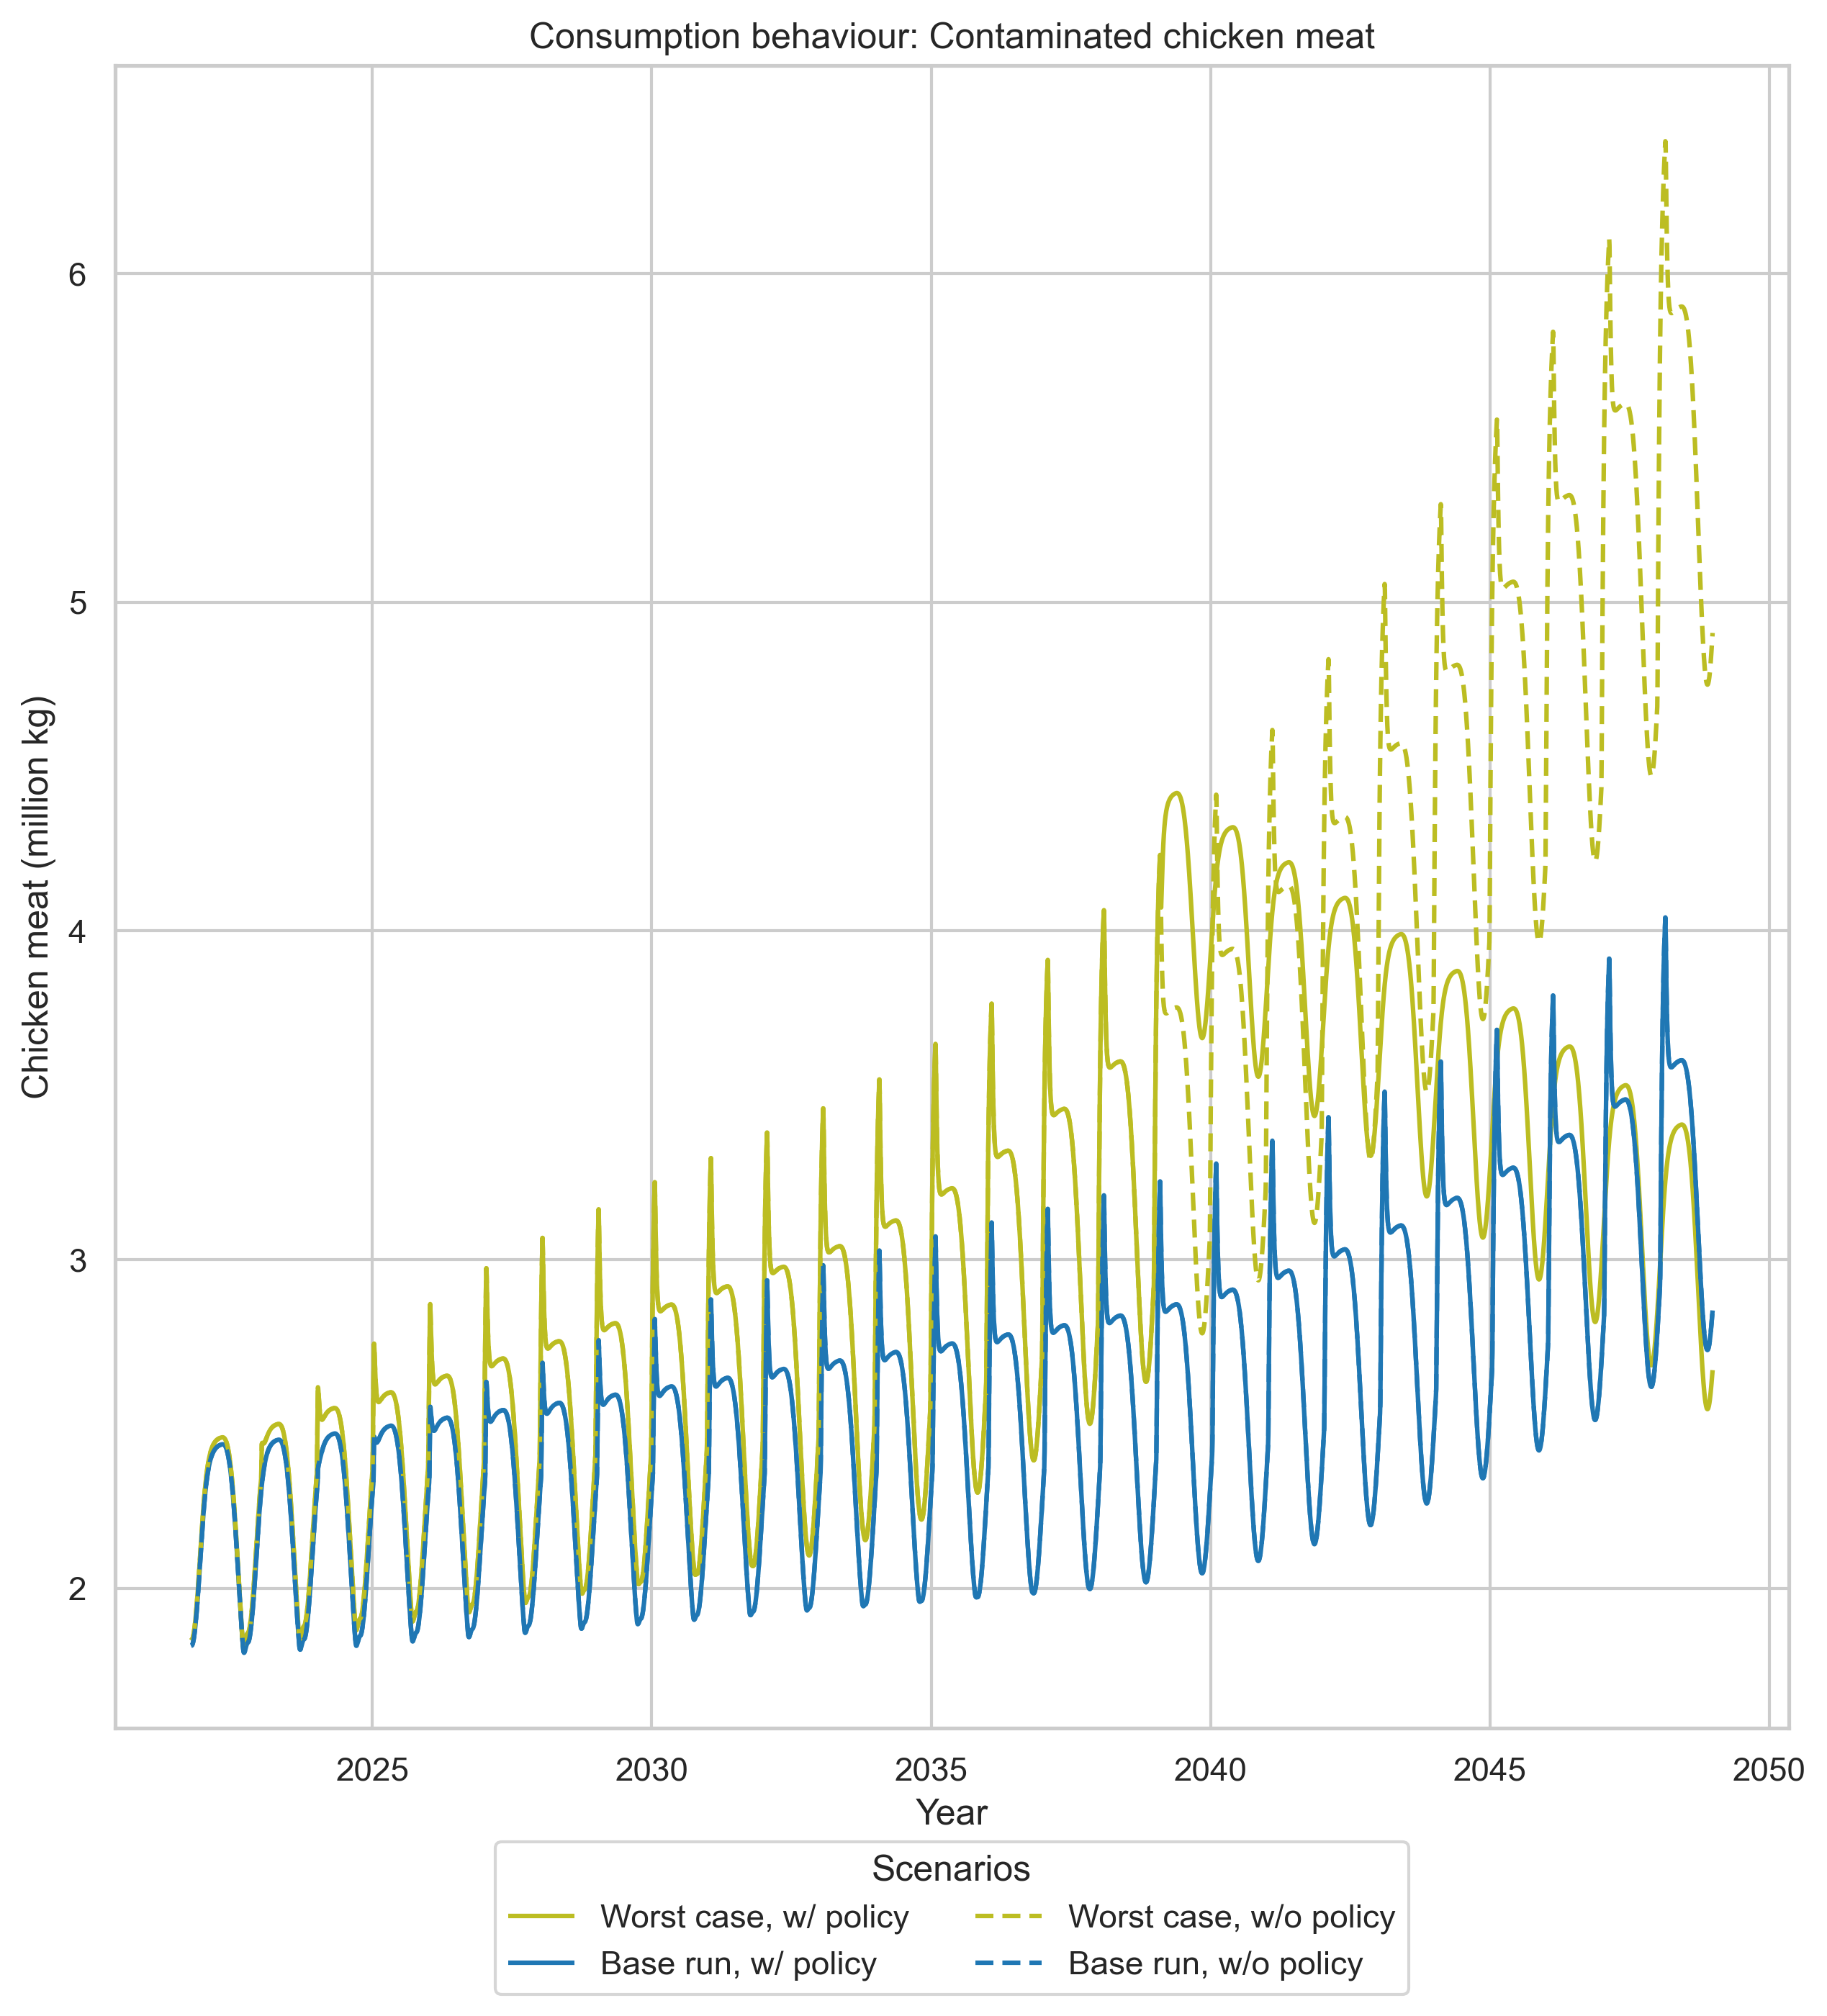 Consumption behaviour: Contaminated chicken meat
Chicken meat (million kg)
6
5
4
3
2
2025 2030 2035 2040 2045 2050
Year
Scenarios
Worst case, w/ policy Worst case, w/o policy
Base run, w/ policy Base run, w/o policy